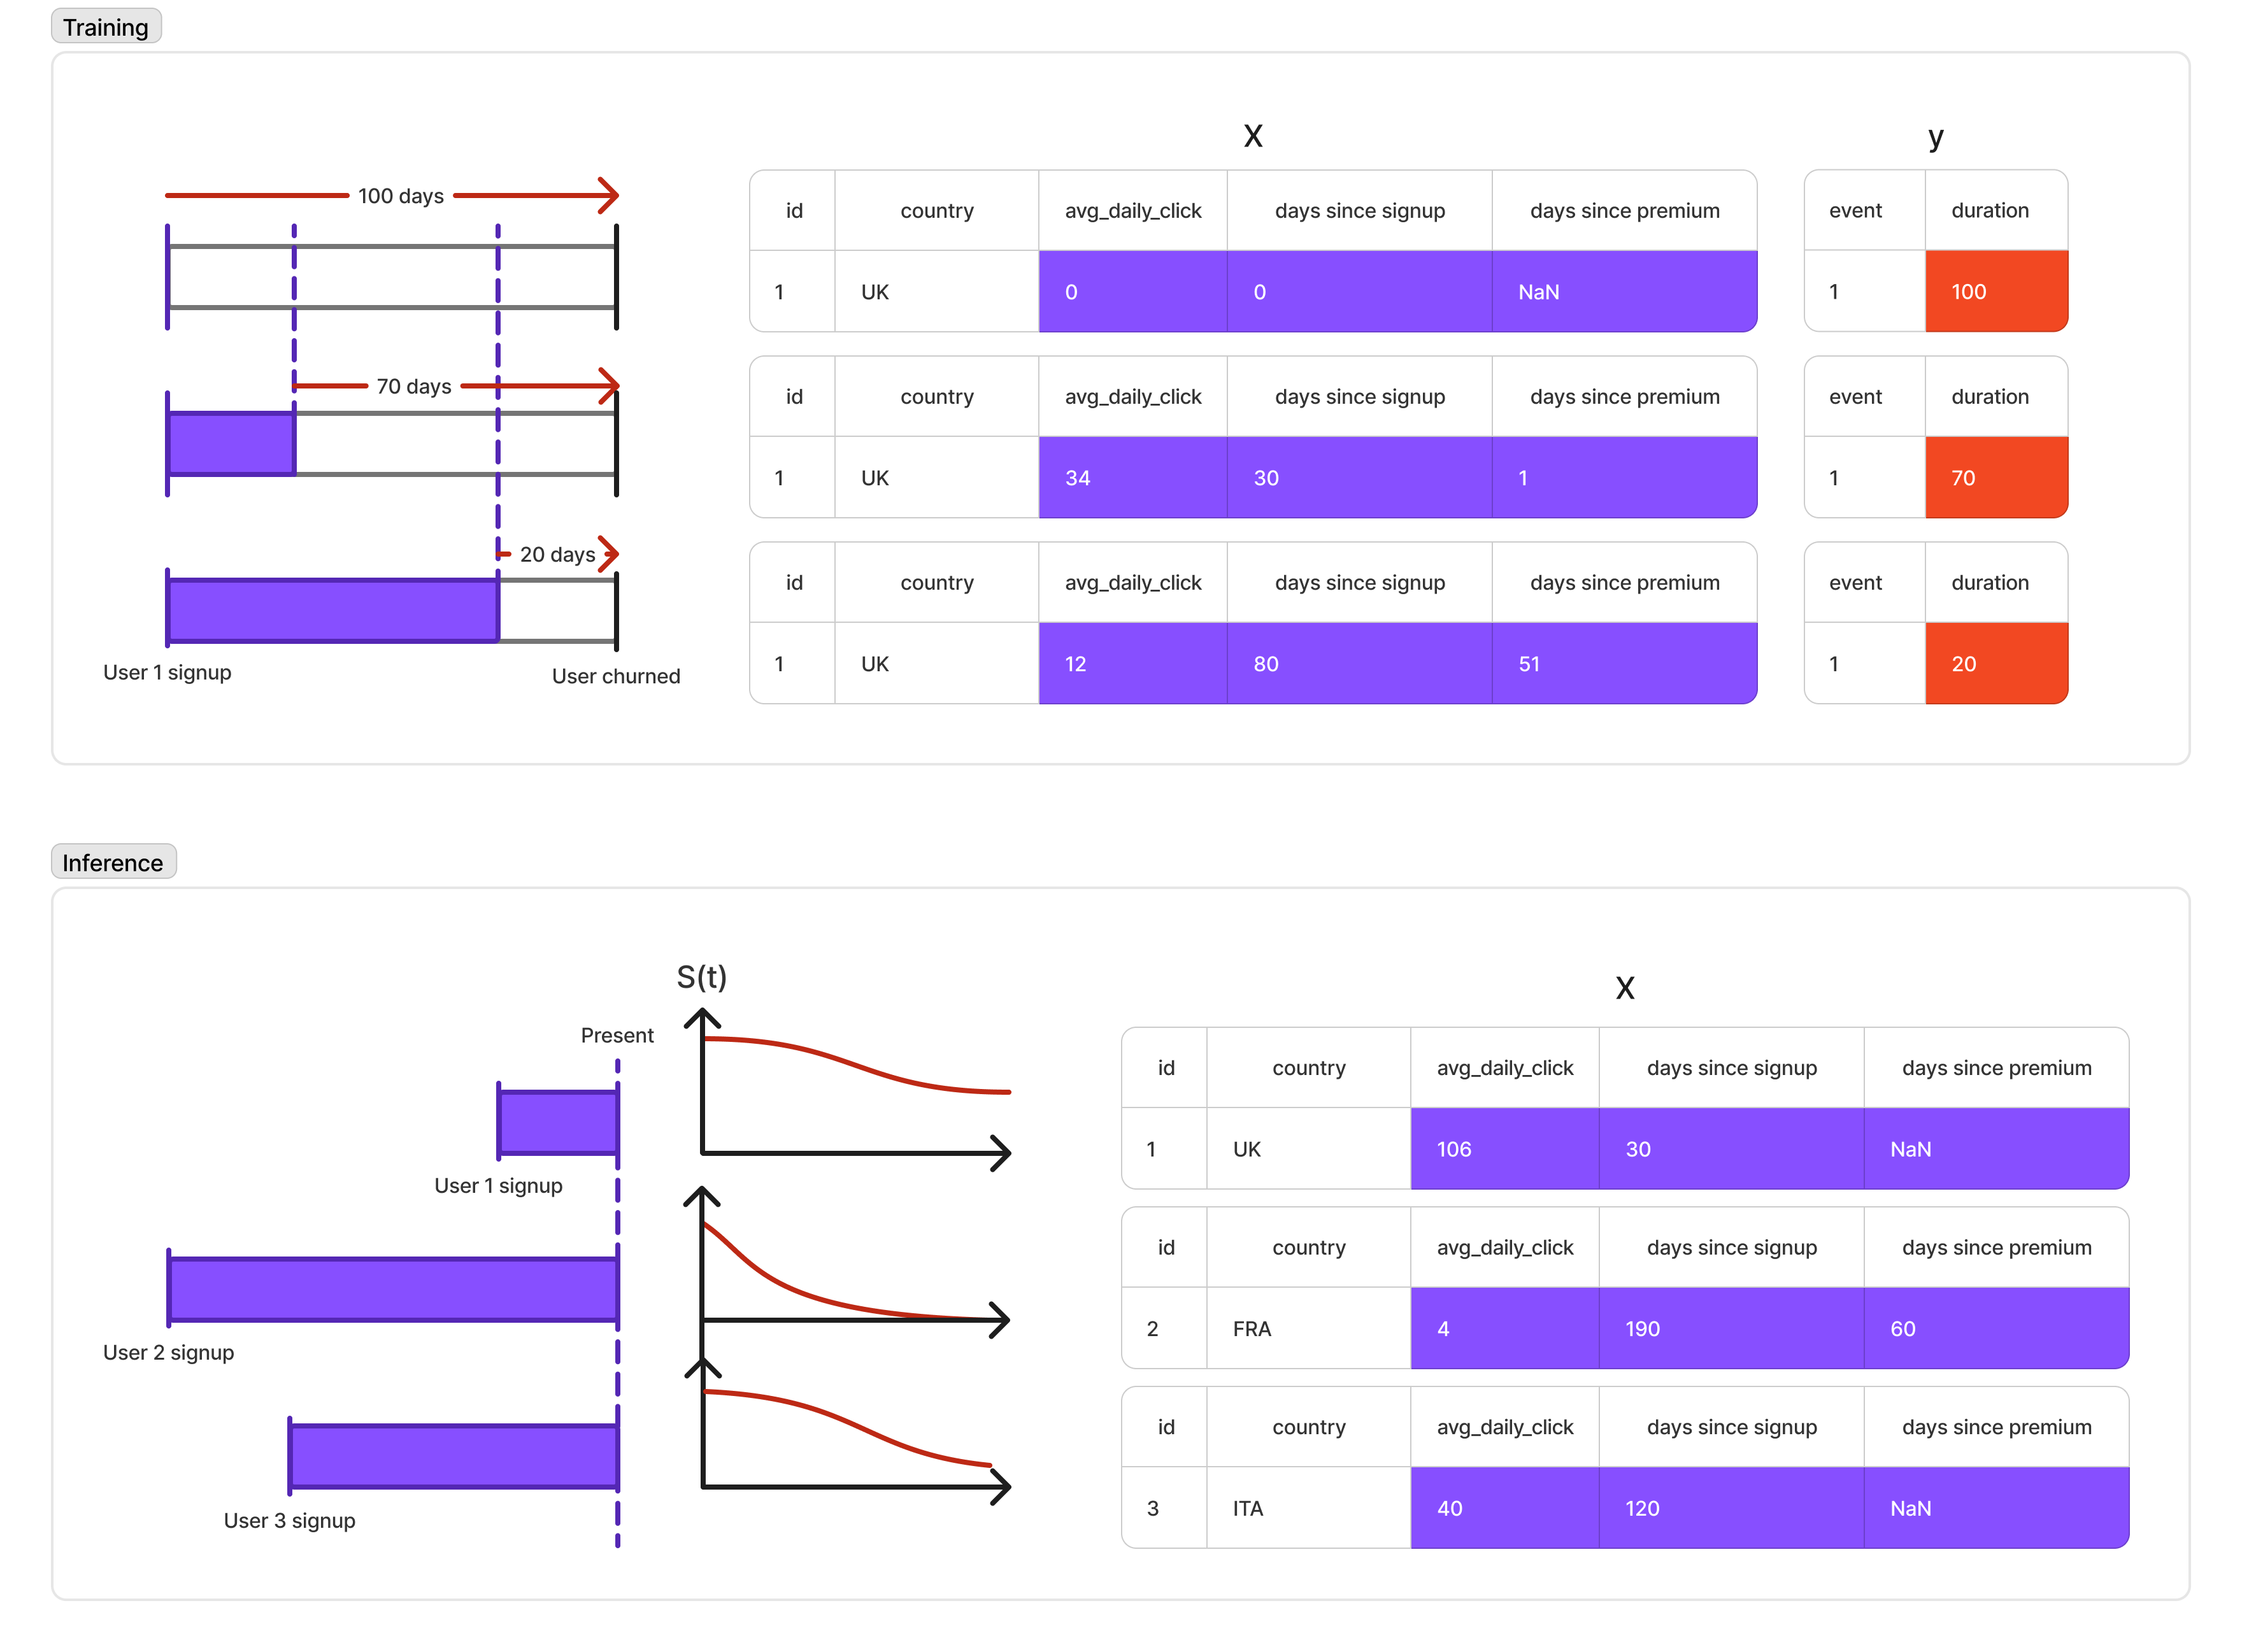 Training
X
y
100 days
id country avg_daily_click days since signup days since premium event duration
1 UK 0 0 NaN 1 100
70 days
id country avg_daily_click days since signup days since premium event duration
1 UK 34 30 1 1 70
20 days
id country avg_daily_click days since signup days since premium event duration
1 UK 12 80 51 1 20
User 1 signup
User churned
Inference
S(t)
X
Present
id country avg_daily_click days since signup days since premium
1 UK 106 30 NaN
User 1 signup
id country avg_daily_click days since signup days since premium
2 FRA 4 190 60
User 2 signup
id country avg_daily_click days since signup days since premium
3 ITA 40 120 NaN
User 3 signup